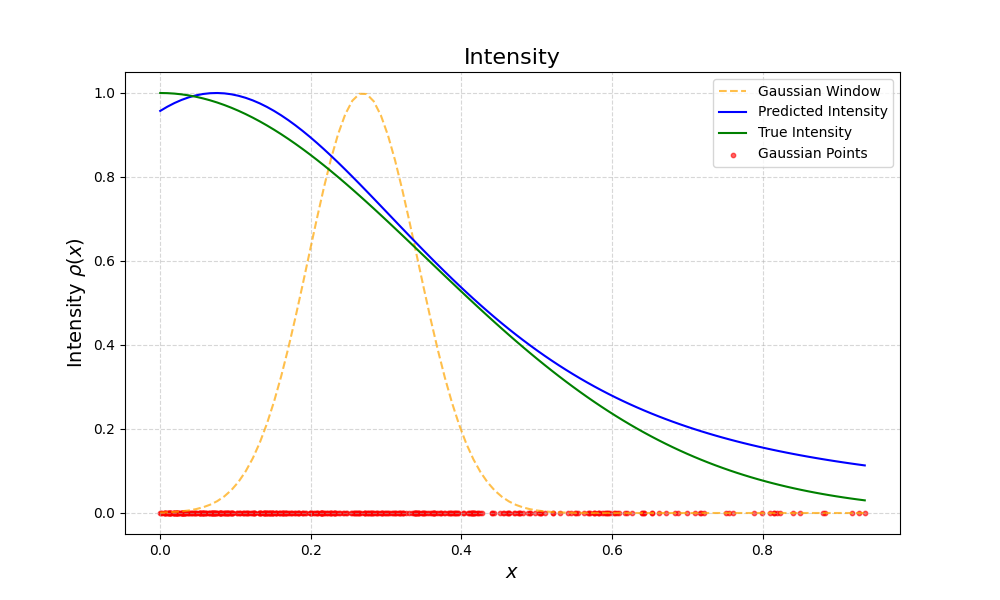 Intensity
1.0
0.8
0.6
0.4
0.2
0.0
Intensity ρ(x)
0.0 0.2 0.4 0.6 0.8
x
Gaussian Window
Predicted Intensity
True Intensity
Gaussian Points